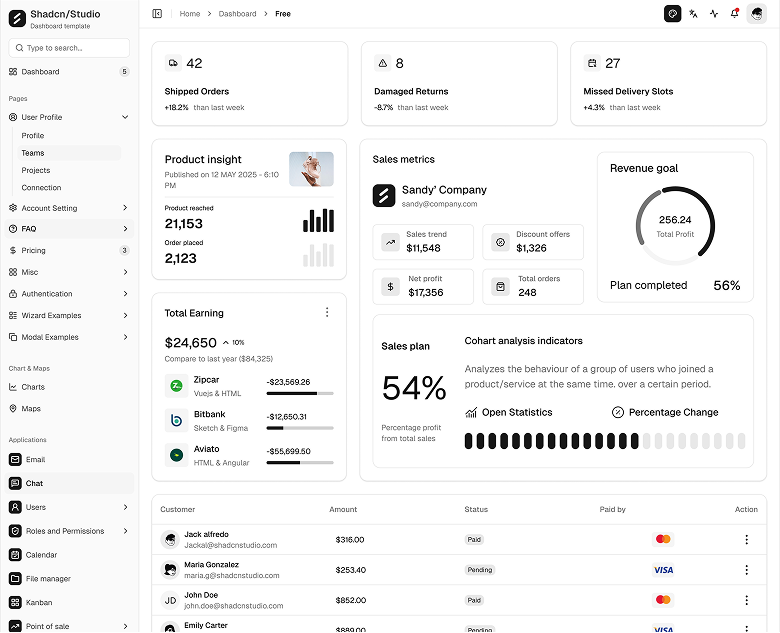 Shadcn/Studio
Dashboard template
Type to search...
Dashboard
5
Pages
User Profile
Profile
Teams
Projects
Connection
Account Setting
FAQ
Pricing
3
Misc
Authentication
Wizard Examples
Modal Examples
Chart & Maps
Charts
Maps
Applications
Email
Chat
Users
Roles and Permissions
Calendar
File manager
Kanban
Point of sale
Home > Dashboard > Free
42
Shipped Orders
+18.2% than last week
8
Damaged Returns
-8.7% than last week
27
Missed Delivery Slots
+4.3% than last week
Product insight
Published on 12 MAY 2025 - 6:10
PM
Product reached
21,153
Order placed
2,123
Total Earning
$24,650 10%
Compare to last year ($84,325)
Zipcar
Vuejs & HTML
-$23,569.26
Bitbank
Sketch & Figma
-$12,650.31
Aviato
HTML & Angular
-$55,699.50
Sales metrics
Sandy' Company
sandy@company.com
Sales trend
$11,548
Discount offers
$1,326
Net profit
$17,356
Total orders
248
Revenue goal
256.24
Total Profit
Plan completed 56%
Sales plan
54%
Percentage profit
from total sales
Cohart analysis indicators
Analyzes the behaviour of a group of users who joined a
product/service at the same time. over a certain period.
Open Statistics
Percentage Change
Customer Amount Status Paid by Action
Jack alfredo
Jackal@shadcnstudio.com
$316.00
Paid
Maria Gonzalez
maria.g@shadcnstudio.com
$253.40
Pending
VISA
JD
John Doe
john.doe@shadcnstudio.com
$852.00
Paid
Emily Carter
$889.00
Pending
VISA